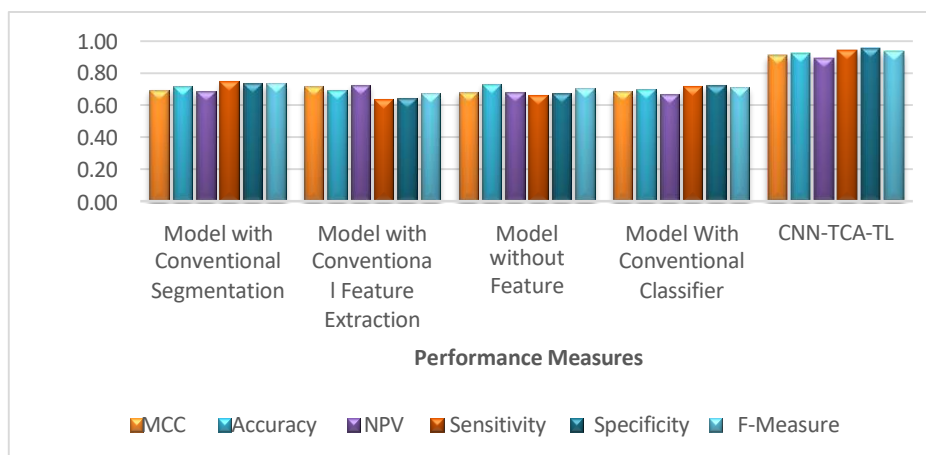 1.00
0.80
0.60
0.40
0.20
0.00
Model with
Conventional
Segmentation
Model with
Conventiona
l Feature
Extraction
Model
without
Feature
Model With
Conventional
Classifier
CNN-TCA-TL
Performance Measures
MCC Accuracy NPV Sensitivity Specificity F-Measure